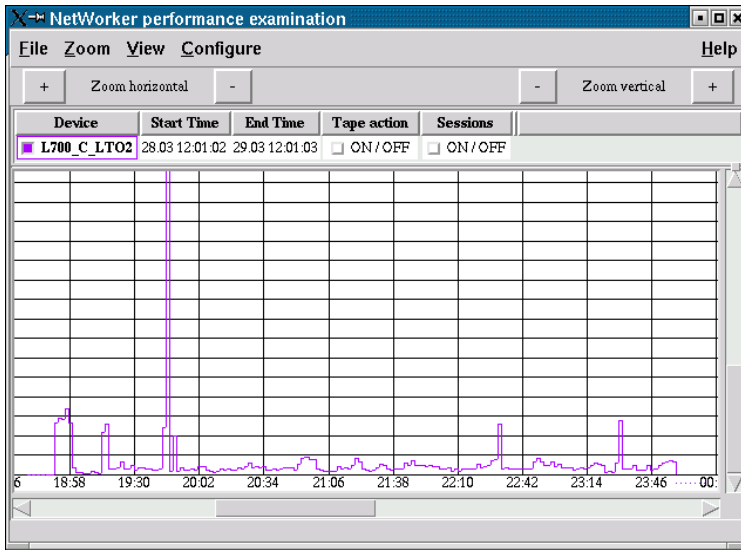 NetWorker performance examination
File Zoom View Configure Help
+ Zoom horizontal - - Zoom vertical +
Device Start Time End Time Tape action Sessions
L700_C_LTO2 28.03 12:01:02 29.03 12:01:03 ON / OFF ON / OFF
6 18:58 19:30 20:02 20:34 21:06 21:38 22:10 22:42 23:14 23:46 00: